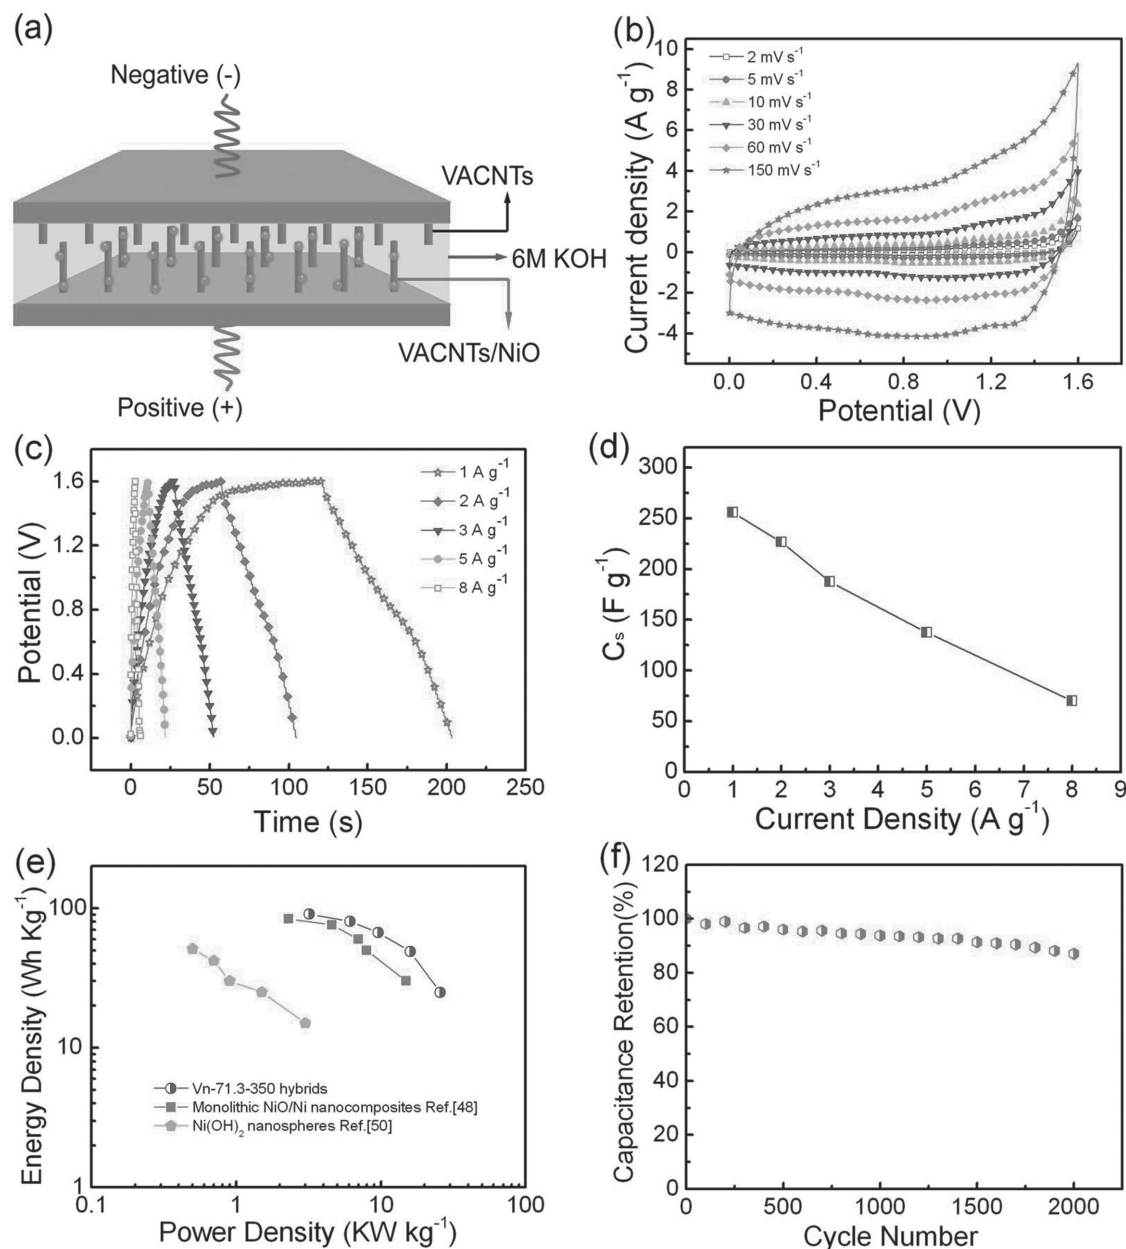 (a)
Negative (-)
VACNTs
6M KOH
VACNTs/NiO
Positive (+)
(b)
Current density (A g⁻¹)
10
8
6
4
2
0
-2
-4
2 mV s⁻¹
5 mV s⁻¹
10 mV s⁻¹
30 mV s⁻¹
60 mV s⁻¹
150 mV s⁻¹
0.0 0.4 0.8 1.2 1.6
Potential (V)
(c)
Potential (V)
1.6
1.2
0.8
0.4
0.0
1 A g⁻¹
2 A g⁻¹
3 A g⁻¹
5 A g⁻¹
8 A g⁻¹
0 50 100 150 200 250
Time (s)
(d)
Cₛ (F g⁻¹)
300
250
200
150
100
50
0
0 1 2 3 4 5 6 7 8 9
Current Density (A g⁻¹)
(e)
Energy Density (Wh Kg⁻¹)
100
10
1
Vn-71.3-350 hybrids
Monolithic NiO/Ni nanocomposites Ref.[48]
Ni(OH)₂ nanospheres Ref.[50]
0.1 1 10 100
Power Density (KW kg⁻¹)
(f)
Capacitance Retention(%)
120
100
80
60
40
20
0
0 500 1000 1500 2000
Cycle Number